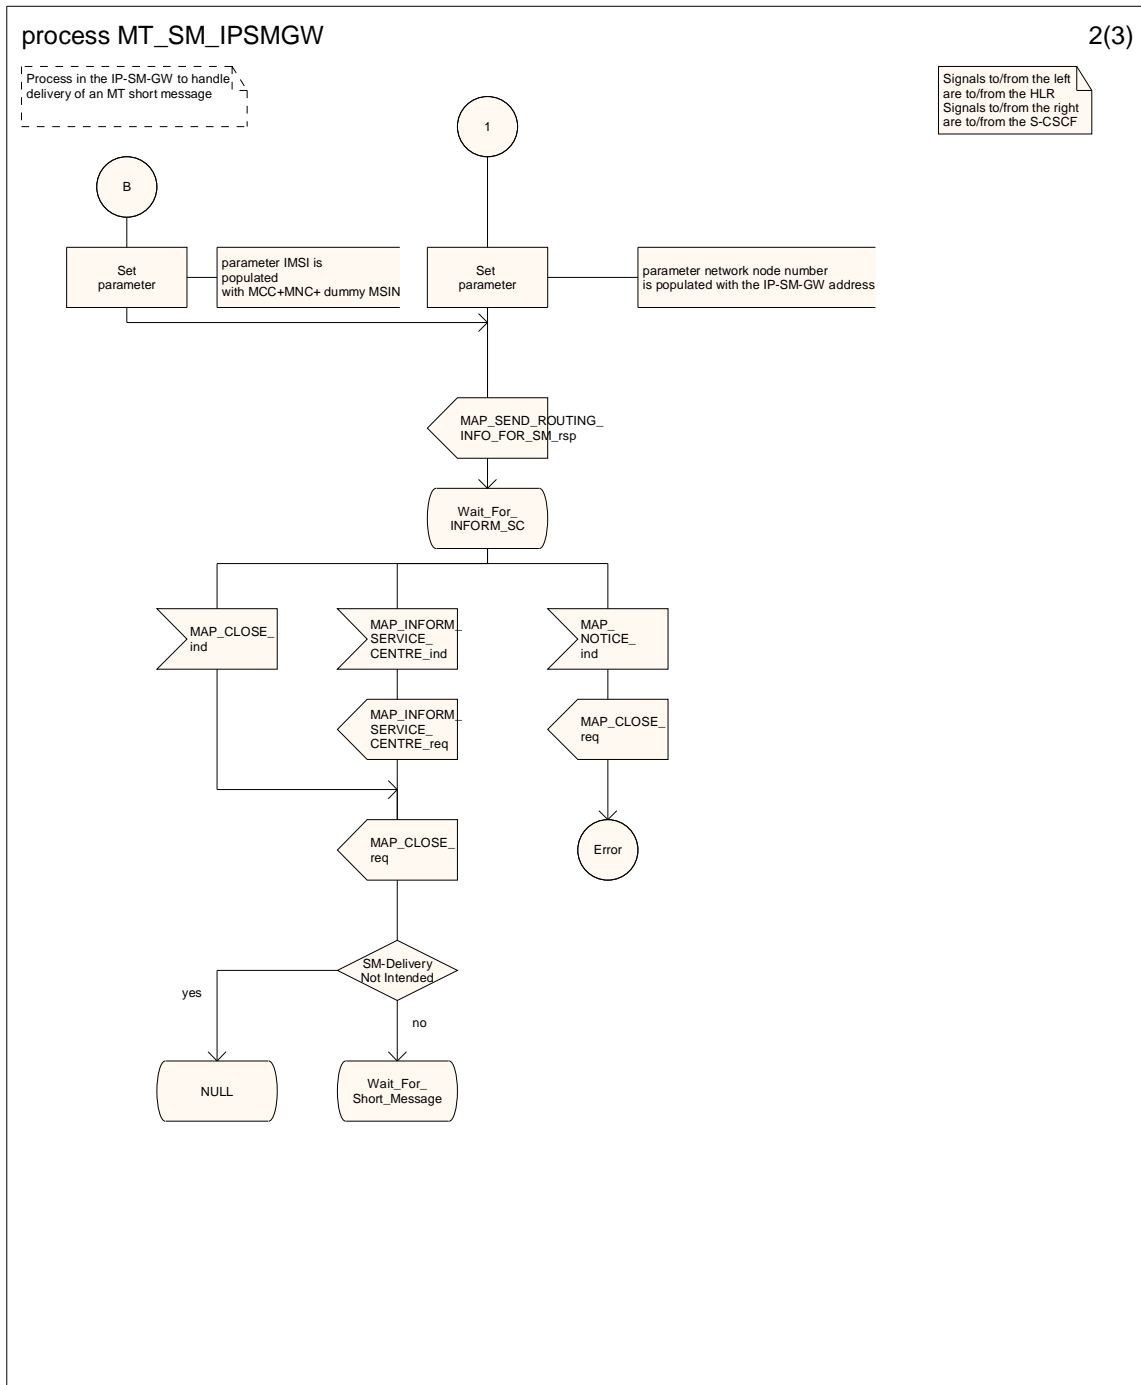 process MT_SM_IPSMGW
2(3)
Process in the IP-SM-GW to handle
delivery of an MT short message
Signals to/from the left
are to/from the HLR
Signals to/from the right
are to/from the S-CSCF
1
B
Set
parameter
parameter IMSI is
populated
with MCC+MNC+ dummy MSIN
Set
parameter
parameter network node number
is populated with the IP-SM-GW address
MAP_SEND_ROUTING_
INFO_FOR_SM_rsp
Wait_For_
INFORM_SC
MAP_CLOSE_
ind
MAP_INFORM_
SERVICE_
CENTRE_ind
MAP_
NOTICE_
ind
MAP_INFORM_
SERVICE_
CENTRE_req
MAP_CLOSE_
req
MAP_CLOSE_
req
Error
SM-Delivery
Not Intended
yes
no
NULL
Wait_For_
Short_Message